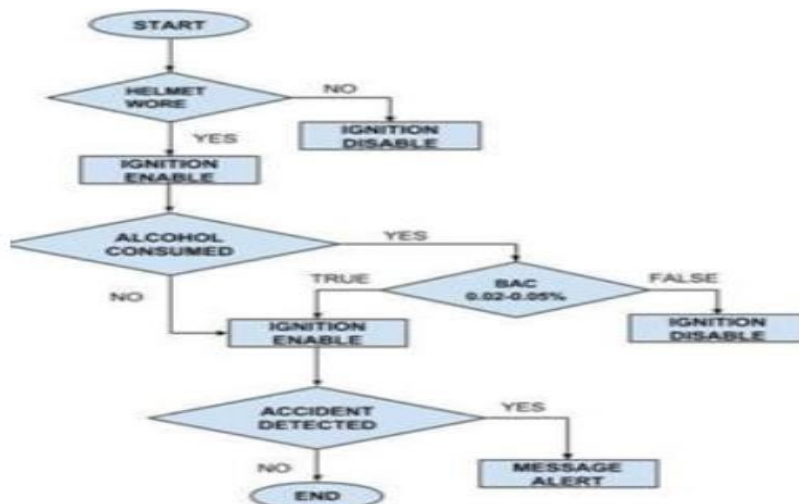 START
HELMET
WORE
NO
IGNITION
DISABLE
YES
IGNITION
ENABLE
ALCOHOL
CONSUMED
YES
BAC
0.02-0.05%
TRUE
FALSE
NO
IGNITION
ENABLE
IGNITION
DISABLE
ACCIDENT
DETECTED
YES
MESSAGE
ALERT
NO
END